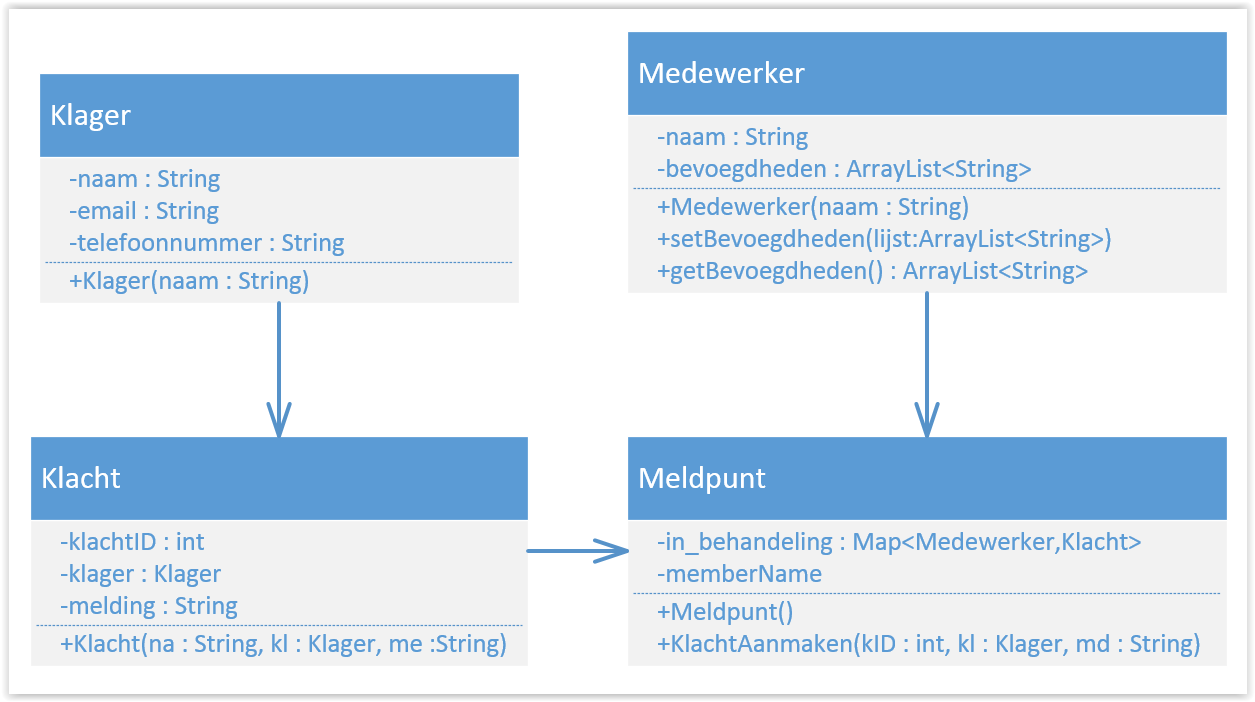 Klager
-naam : String
-email : String
-telefoonnummer : String
+Klager(naam : String)
Medewerker
-naam : String
-bevoegdheden : ArrayList<String>
+Medewerker(naam : String)
+setBevoegdheden(lijst:ArrayList<String>)
+getBevoegdheden() : ArrayList<String>
Klacht
-klachtID : int
-klager : Klager
-melding : String
+Klacht(na : String, kl : Klager, me :String)
Meldpunt
-in_behandeling : Map<Medewerker,Klacht>
-memberName
+Meldpunt()
+KlachtAanmaken(kID : int, kl : Klager, md : String)